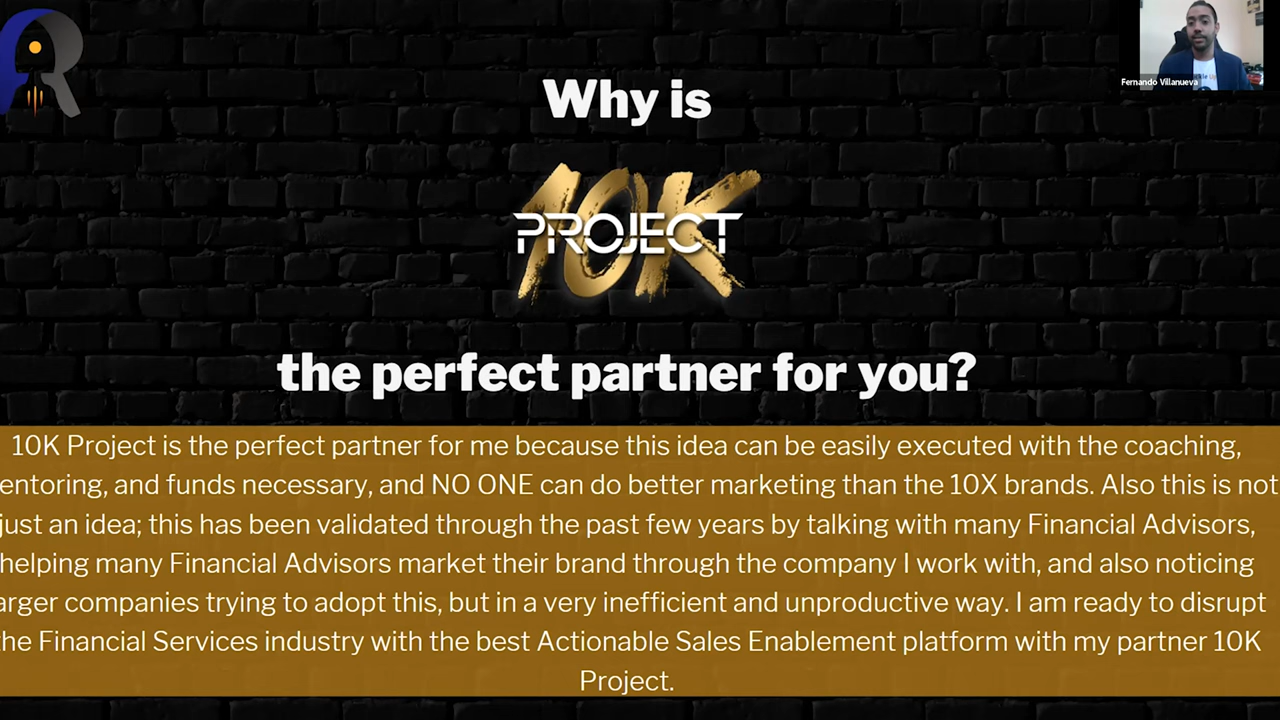 Why is
10K
PROJECT
the perfect partner for you?
10K Project is the perfect partner for me because this idea can be easily executed with the coaching,
entoring, and funds necessary, and NO ONE can do better marketing than the 10X brands. Also this is not
just an idea; this has been validated through the past few years by talking with many Financial Advisors,
helping many Financial Advisors market their brand through the company I work with, and also noticing
arger companies trying to adopt this, but in a very inefficient and unproductive way. I am ready to disrupt
he Financial Services industry with the best Actionable Sales Enablement platform with my partner 10K
Project.
Fernando Villanueva